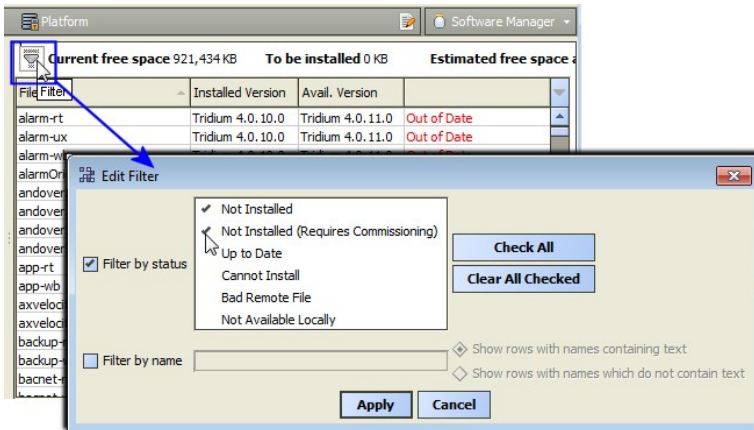 Platform
Software Manager
Current free space 921,434 KB To be installed 0 KB Estimated free space
File
Filter
Installed Version Avail. Version
alarm-rt Tridium 4.0.10.0 Tridium 4.0.11.0 Out of Date
alarm-ux Tridium 4.0.10.0 Tridium 4.0.11.0 Out of Date
alarm-wb
alarmOri
andover
andover
andover
andover
app-rt
app-wb
axveloci
axveloci
backup-
backup-
bacnet-
Edit Filter
Filter by status
Not Installed
Not Installed (Requires Commissioning)
Up to Date
Cannot Install
Bad Remote File
Not Available Locally
Check All
Clear All Checked
Filter by name
Show rows with names containing text
Show rows with names which do not contain text
Apply Cancel